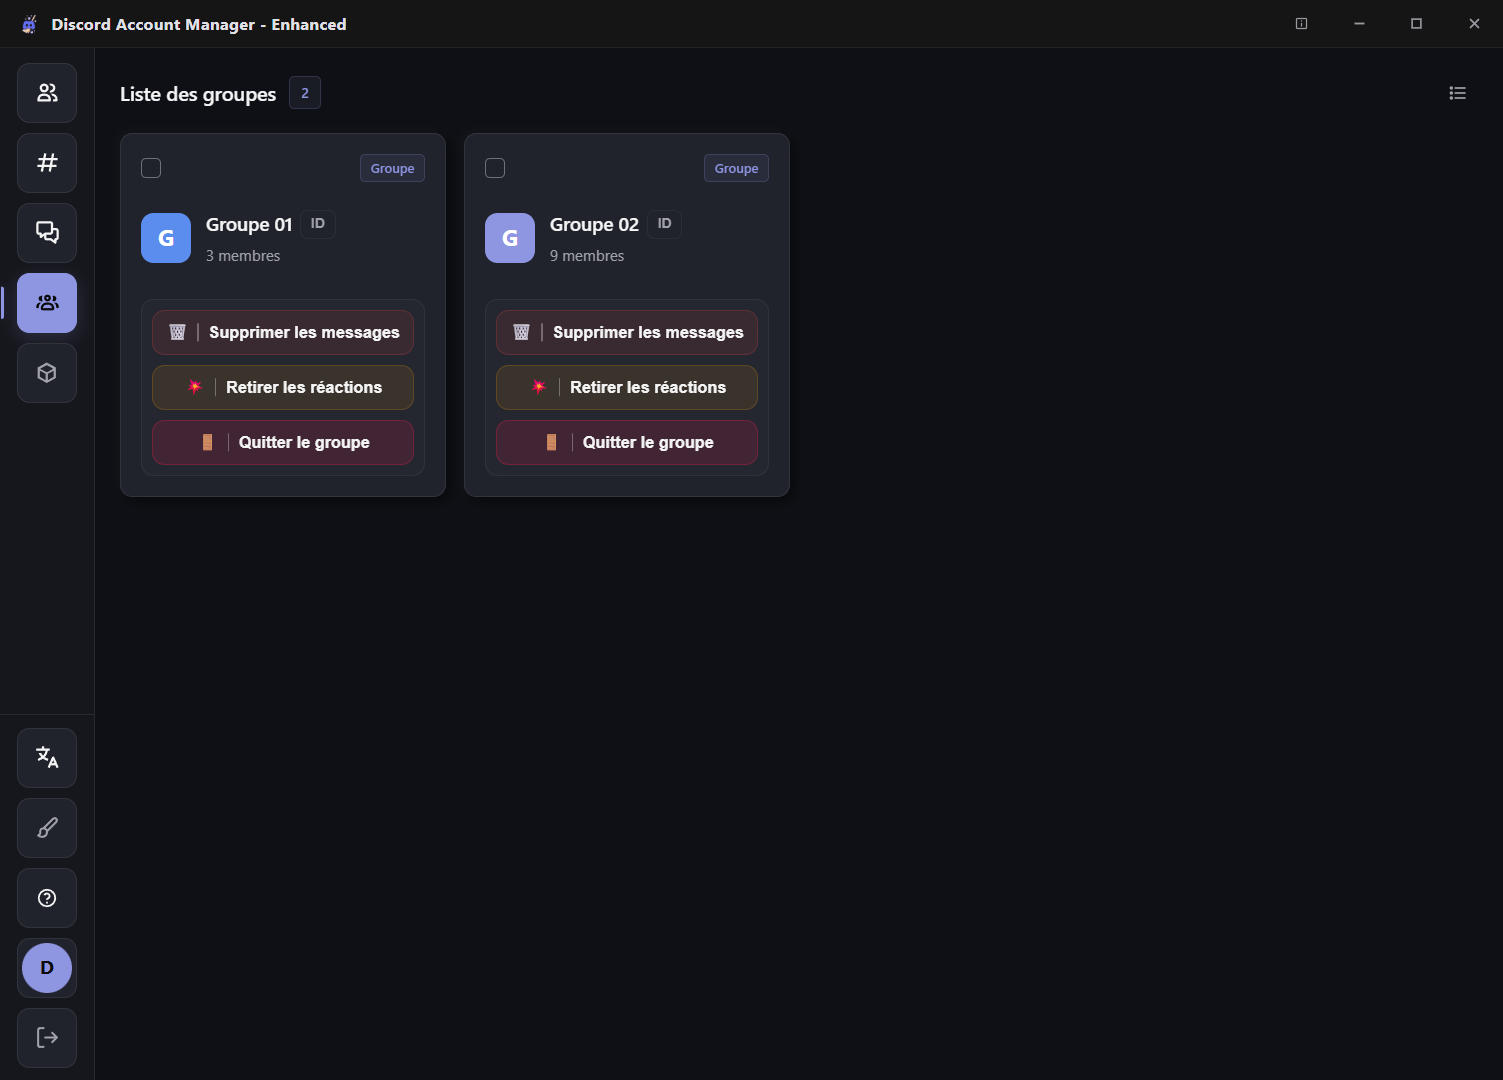 Discord Account Manager - Enhanced
Liste des groupes 2
Groupe
G Groupe 01 ID
3 membres
Supprimer les messages
Retirer les réactions
Quitter le groupe
Groupe
G Groupe 02 ID
9 membres
Supprimer les messages
Retirer les réactions
Quitter le groupe
D